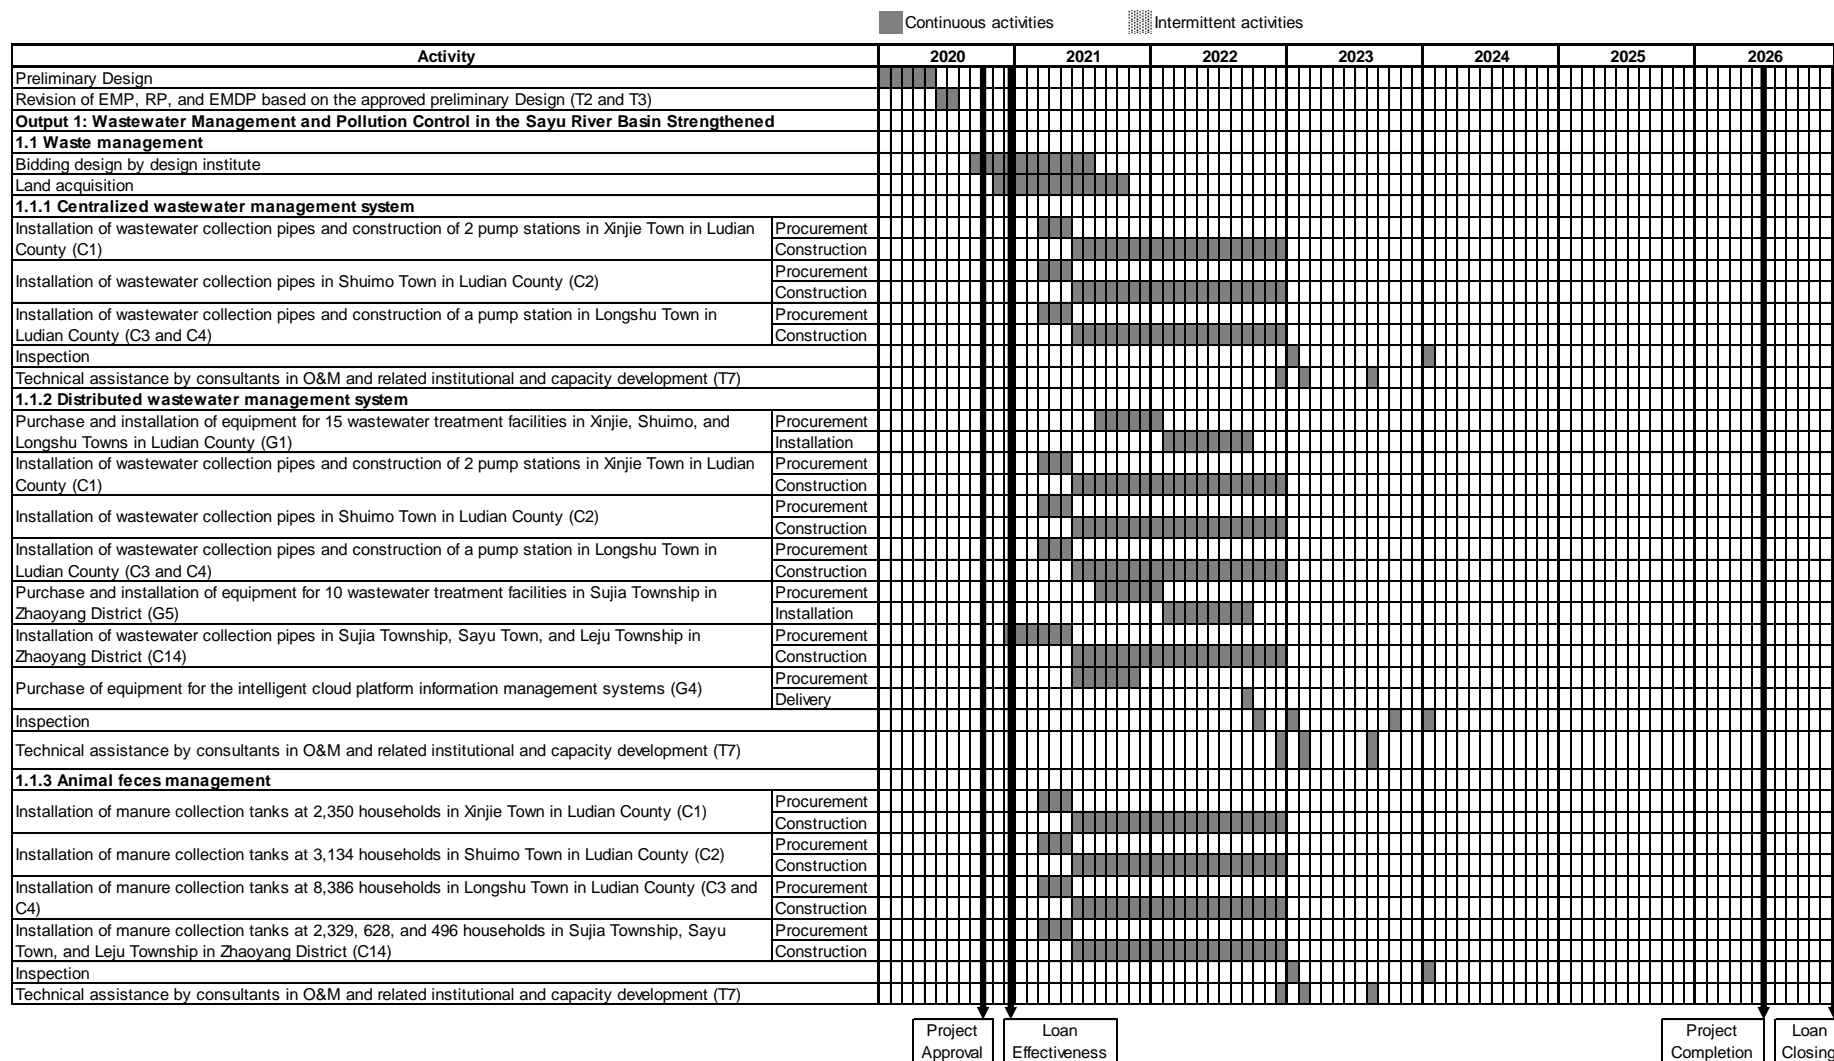 Continuous activities Intermittent activities
Activity 2020 2021 2022 2023 2024 2025 2026
Preliminary Design
Revision of EMP, RP, and EMDP based on the approved preliminary Design (T2 and T3)
Output 1: Wastewater Management and Pollution Control in the Sayu River Basin Strengthened
1.1 Waste management
Bidding design by design institute
Land acquisition
1.1.1 Centralized wastewater management system
Installation of wastewater collection pipes and construction of 2 pump stations in Xinjie Town in Ludian Procurement
County (C1) Construction
Installation of wastewater collection pipes in Shuimo Town in Ludian County (C2) Procurement
Construction
Installation of wastewater collection pipes and construction of a pump station in Longshu Town in Procurement
Ludian County (C3 and C4) Construction
Inspection
Technical assistance by consultants in O&M and related institutional and capacity development (T7)
1.1.2 Distributed wastewater management system
Purchase and installation of equipment for 15 wastewater treatment facilities in Xinjie, Shuimo, and Procurement
Longshu Towns in Ludian County (G1) Installation
Installation of wastewater collection pipes and construction of 2 pump stations in Xinjie Town in Ludian Procurement
County (C1) Construction
Installation of wastewater collection pipes in Shuimo Town in Ludian County (C2) Procurement
Construction
Installation of wastewater collection pipes and construction of a pump station in Longshu Town in Procurement
Ludian County (C3 and C4) Construction
Purchase and installation of equipment for 10 wastewater treatment facilities in Sujia Township in Procurement
Zhaoyang District (G5) Installation
Installation of wastewater collection pipes in Sujia Township, Sayu Town, and Leju Township in Procurement
Zhaoyang District (C14) Construction
Purchase of equipment for the intelligent cloud platform information management systems (G4) Procurement
Delivery
Inspection
Technical assistance by consultants in O&M and related institutional and capacity development (T7)
1.1.3 Animal feces management
Installation of manure collection tanks at 2,350 households in Xinjie Town in Ludian County (C1) Procurement
Construction
Installation of manure collection tanks at 3,134 households in Shuimo Town in Ludian County (C2) Procurement
Construction
Installation of manure collection tanks at 8,386 households in Longshu Town in Ludian County (C3 and Procurement
C4) Construction
Installation of manure collection tanks at 2,329, 628, and 496 households in Sujia Township, Sayu Procurement
Town, and Leju Township in Zhaoyang District (C14) Construction
Inspection
Technical assistance by consultants in O&M and related institutional and capacity development (T7)
Project Loan Project Loan
Approval Effectiveness Completion Closing